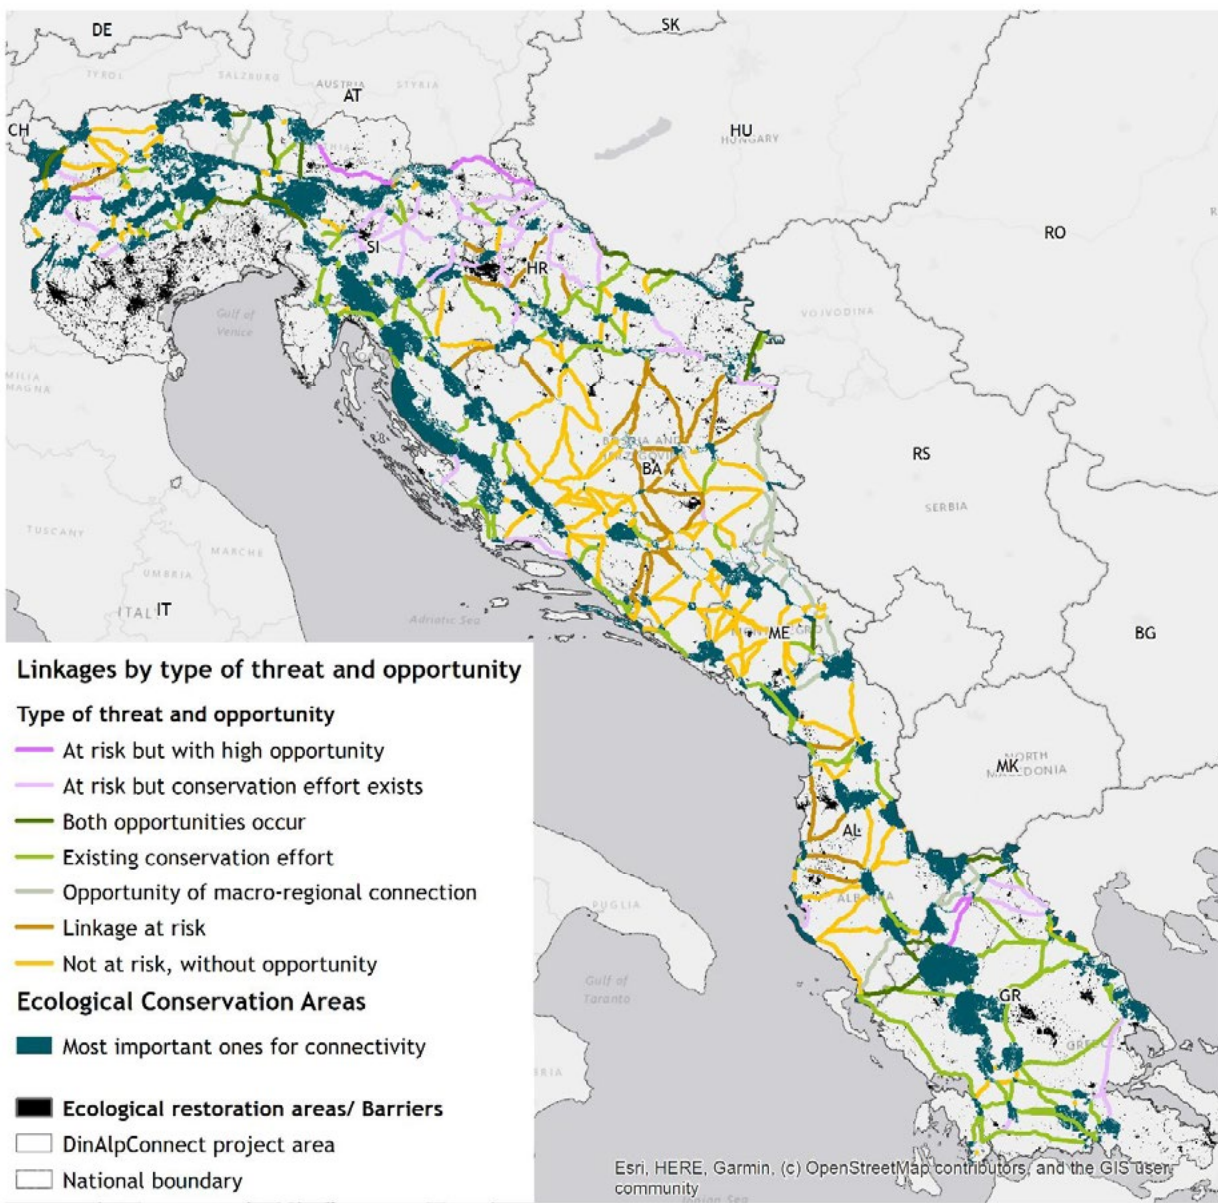 DE
SK
TYROL
SALZBURG
AUSTRIA
STYRIA
AT
CH
HU
HUNGARY
RO
SI
HR
Gulf of
Venice
VOJVODINA
BA
RS
SERBIA
TUSCANY
MARCHE
UMBRIA
ITALY
IT
Adriatic Sea
ME
BG
NORTH
MK
MACEDONIA
AL
ALBANIA
PUGLIA
Gulf of
Taranto
GR
Linkages by type of threat and opportunity
Type of threat and opportunity
At risk but with high opportunity
At risk but conservation effort exists
Both opportunities occur
Existing conservation effort
Opportunity of macro-regional connection
Linkage at risk
Not at risk, without opportunity
Ecological Conservation Areas
Most important ones for connectivity
Ecological restoration areas/ Barriers
DinAlpConnect project area
National boundary
Esri, HERE, Garmin, (c) OpenStreetMap contributors, and the GIS user
community